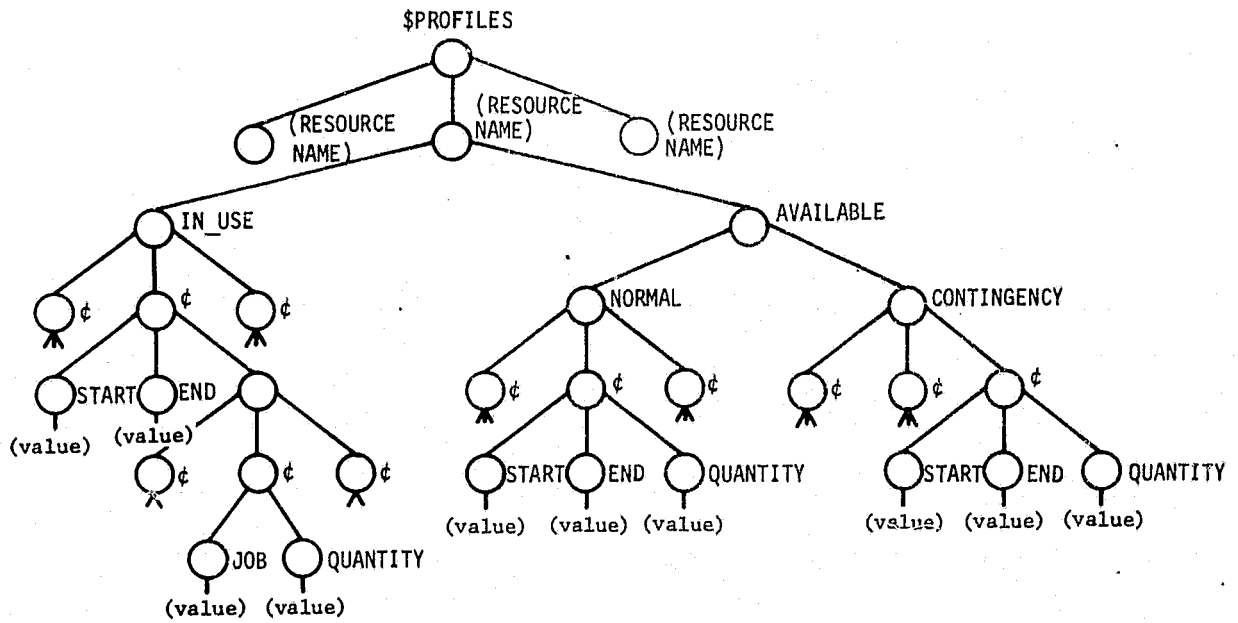 $PROFILES
(RESOURCE
NAME)
(RESOURCE
NAME)
(RESOURCE
NAME)
IN_USE
AVAILABLE
¢ ¢ ¢
NORMAL
CONTINGENCY
START END
¢ ¢ ¢
¢ ¢ ¢
(value) (value)
¢ ¢ ¢
START END QUANTITY
START END QUANTITY
(value) (value) (value)
(value) (value) (value)
JOB QUANTITY
(value) (value)